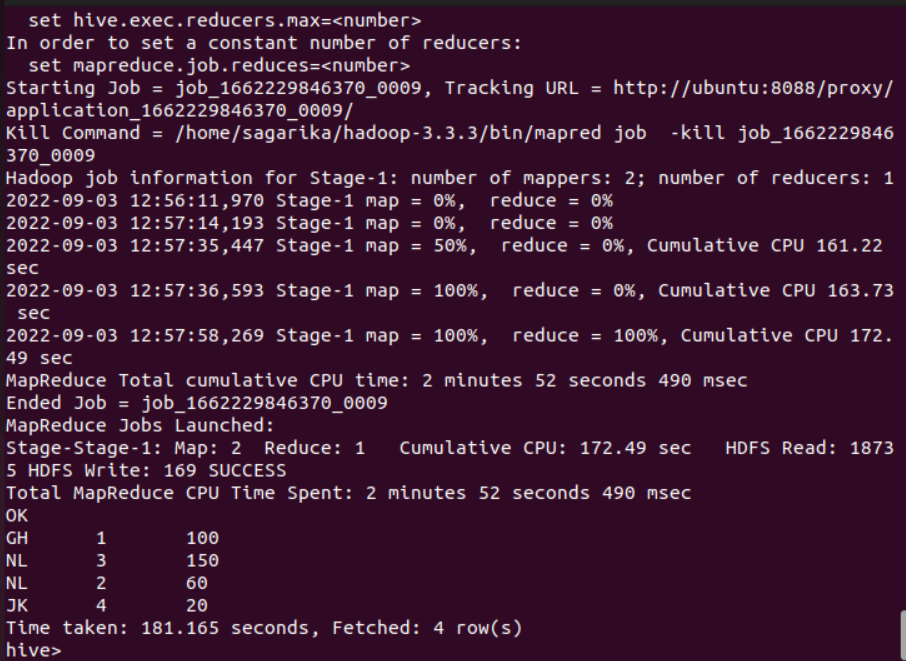 set hive.exec.reducers.max=<number>
In order to set a constant number of reducers:
  set mapreduce.job.reduces=<number>
Starting Job = job_1662229846370_0009, Tracking URL = http://ubuntu:8088/proxy/
application_1662229846370_0009/
Kill Command = /home/sagarika/hadoop-3.3.3/bin/mapred job  -kill job_1662229846
370_0009
Hadoop job information for Stage-1: number of mappers: 2; number of reducers: 1
2022-09-03 12:56:11,970 Stage-1 map = 0%,  reduce = 0%
2022-09-03 12:57:14,193 Stage-1 map = 0%,  reduce = 0%
2022-09-03 12:57:35,447 Stage-1 map = 50%,  reduce = 0%, Cumulative CPU 161.22
sec
2022-09-03 12:57:36,593 Stage-1 map = 100%,  reduce = 0%, Cumulative CPU 163.73
 sec
2022-09-03 12:57:58,269 Stage-1 map = 100%,  reduce = 100%, Cumulative CPU 172.
49 sec
MapReduce Total cumulative CPU time: 2 minutes 52 seconds 490 msec
Ended Job = job_1662229846370_0009
MapReduce Jobs Launched:
Stage-Stage-1: Map: 2  Reduce: 1   Cumulative CPU: 172.49 sec   HDFS Read: 1873
5 HDFS Write: 169 SUCCESS
Total MapReduce CPU Time Spent: 2 minutes 52 seconds 490 msec
OK
GH      1       100
NL      3       150
NL      2       60
JK      4       20
Time taken: 181.165 seconds, Fetched: 4 row(s)
hive>